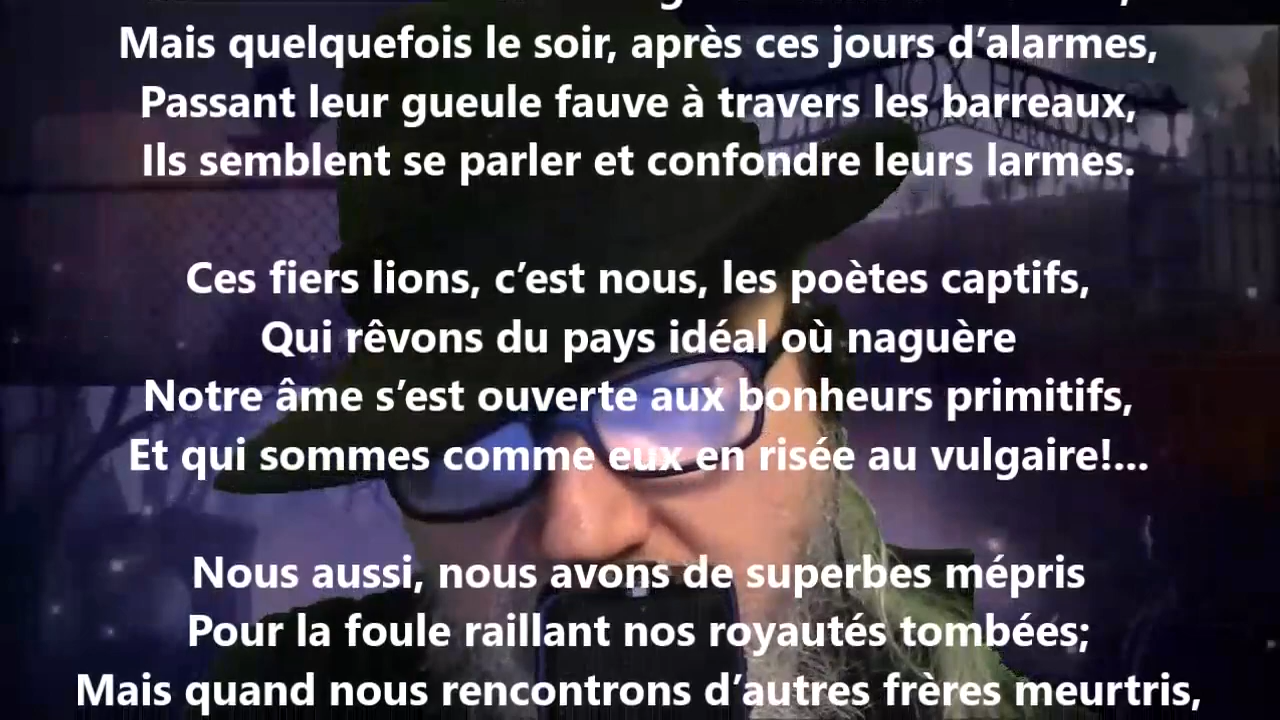 Mais quelquefois le soir, après ces jours d’alarmes,
Passant leur gueule fauve à travers les barreaux,
Ils semblent se parler et confondre leurs larmes.
Ces fiers lions, c’est nous, les poètes captifs,
Qui rêvons du pays idéal où naguère
Notre âme s’est ouverte aux bonheurs primitifs,
Et qui sommes comme eux en risée au vulgaire!...
Nous aussi, nous avons de superbes mépris
Pour la foule raillant nos royautés tombées;
Mais quand nous rencontrons d’autres frères meurtris,